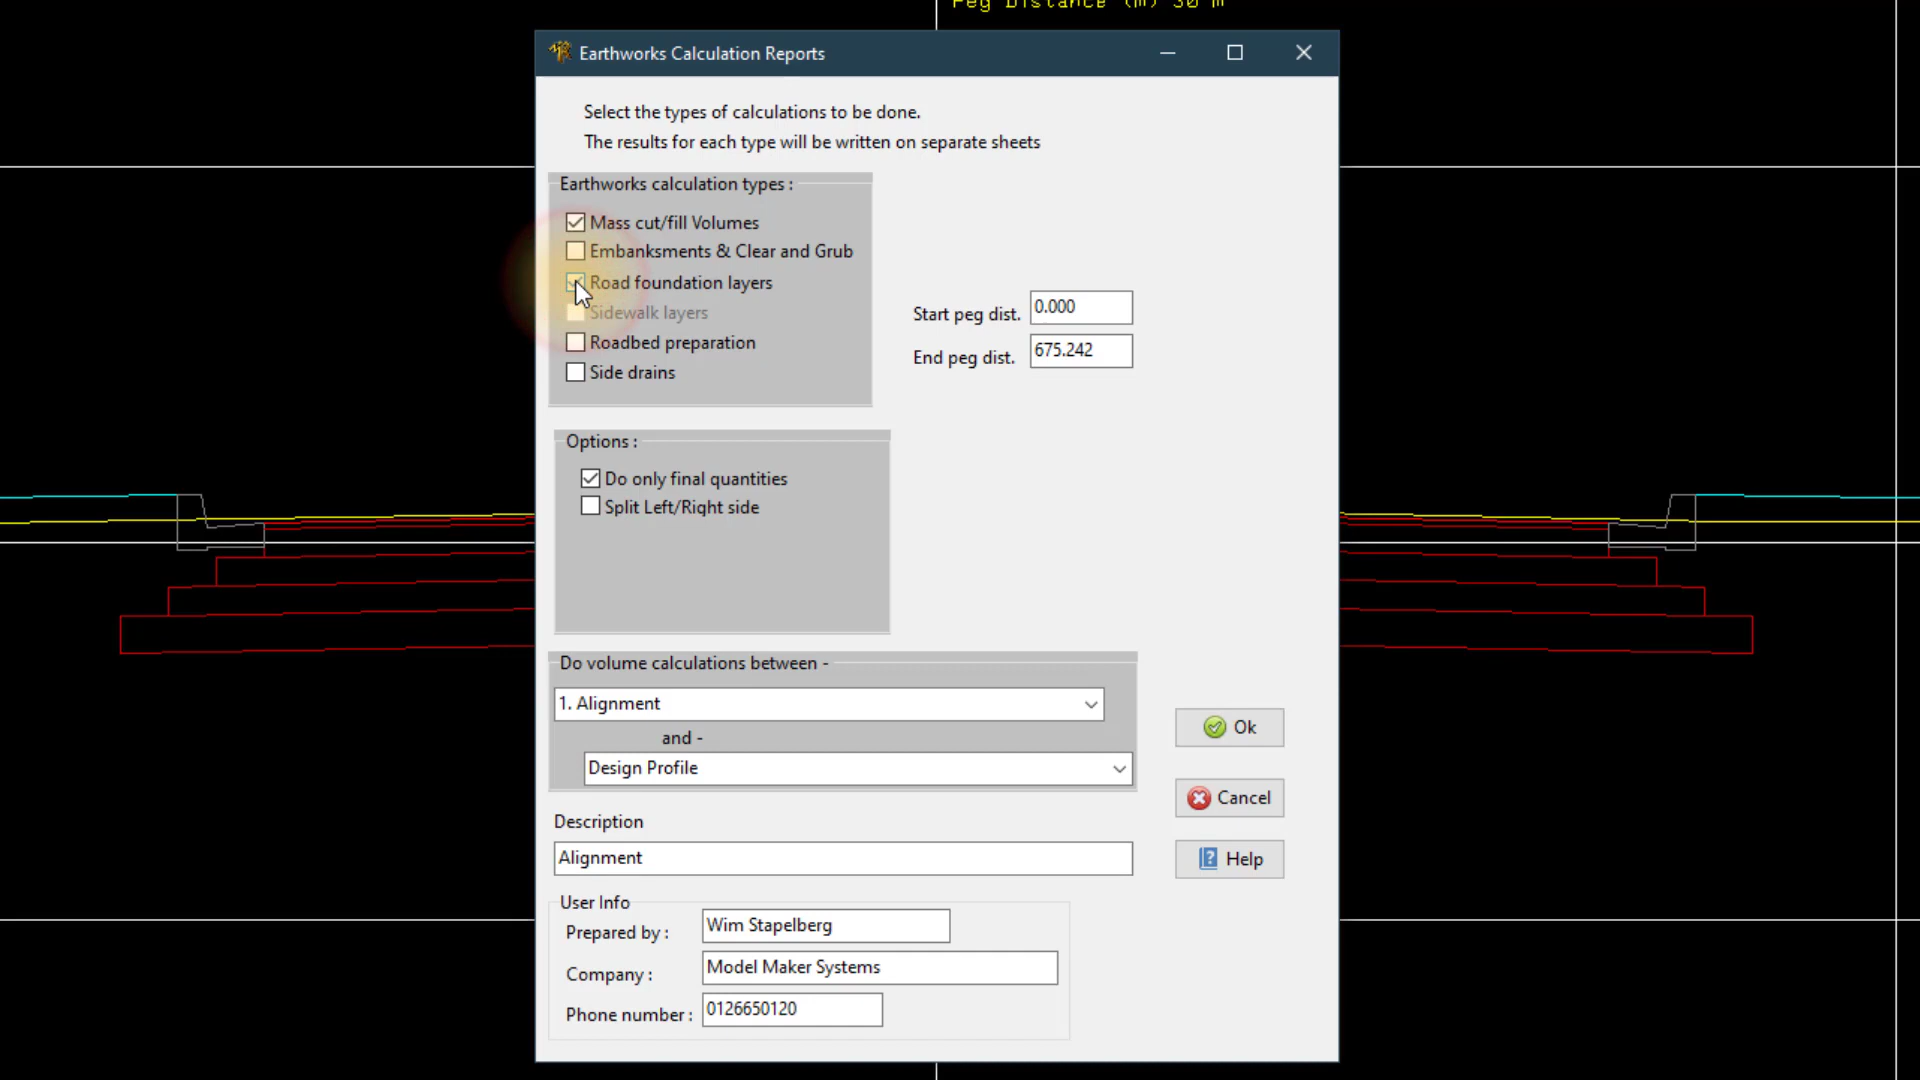 Peg Distance (m) 30 m
Earthworks Calculation Reports
Select the types of calculations to be done.
The results for each type will be written on separate sheets
Earthworks calculation types :
Mass cut/fill Volumes
Embanksments & Clear and Grub
Road foundation layers
Sidewalk layers
Roadbed preparation
Side drains
Start peg dist. 0.000
End peg dist. 675.242
Options :
Do only final quantities
Split Left/Right side
Do volume calculations between -
1. Alignment
and -
Design Profile
Ok
Cancel
Help
Description
Alignment
User Info
Prepared by : Wim Stapelberg
Company : Model Maker Systems
Phone number : 0126650120